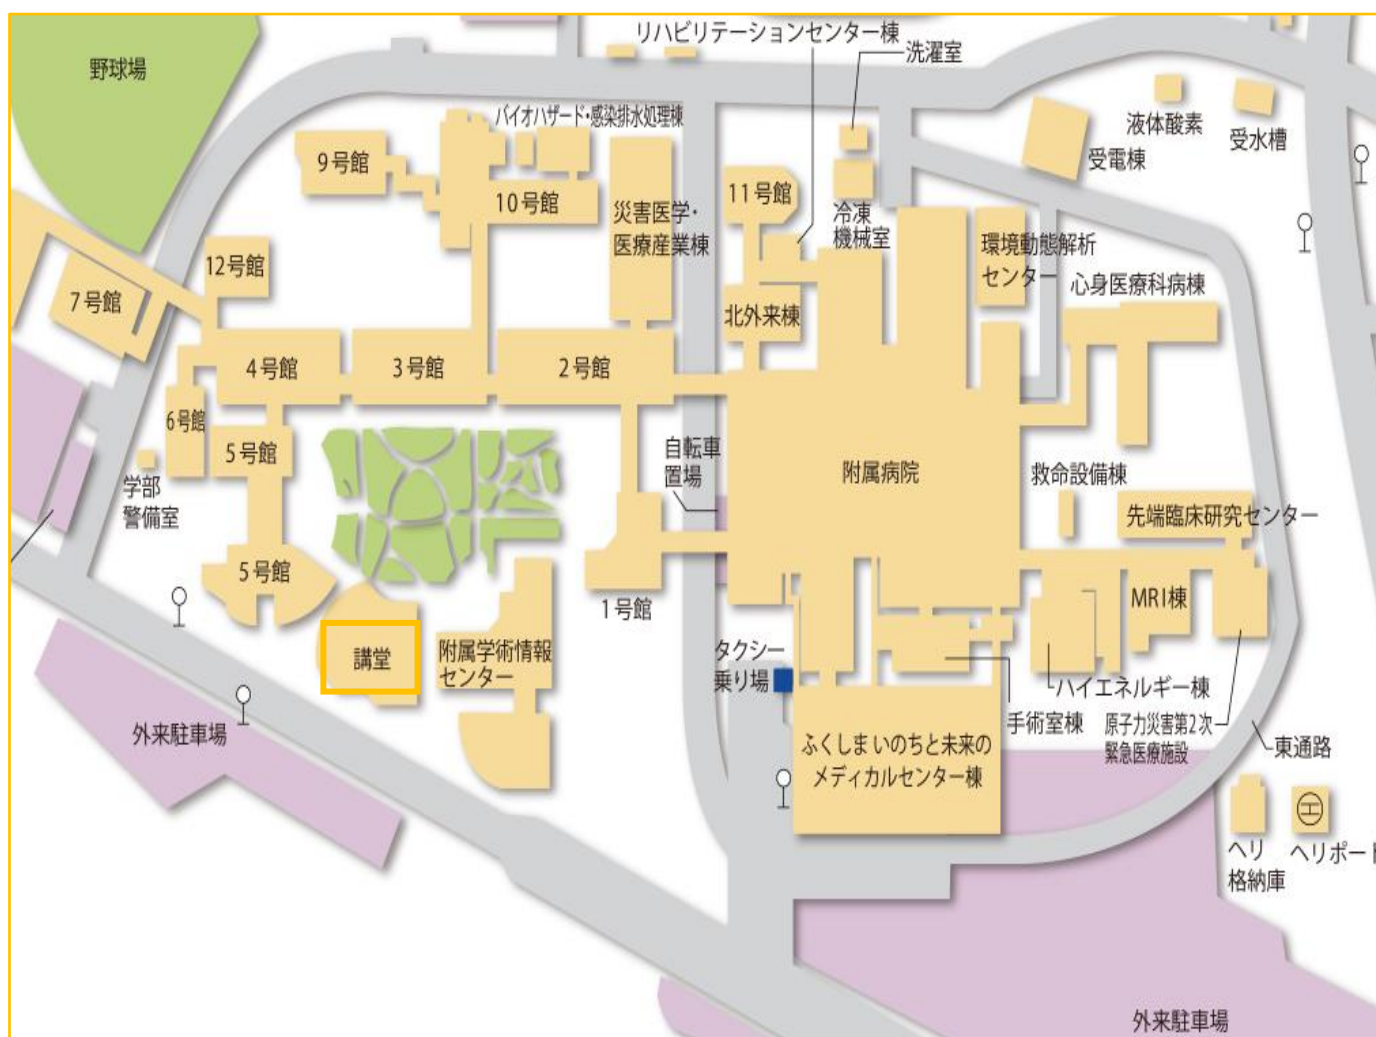 リハビリテーションセンター棟
洗濯室
野球場
バイオハザード・感染排水処理棟
液体酸素
受水槽
受電棟
9号館
10号館
11号館
災害医学・
医療産業棟
冷凍
機械室
環境動態解析
センター
12号館
7号館
心身医療科病棟
北外来棟
4号館
3号館
2号館
6号館
5号館
自転車
置場
附属病院
救命設備棟
学部
警備室
先端臨床研究センター
5号館
1号館
MRI棟
講堂
附属学術情報
センター
タクシー
乗り場
ハイエネルギー棟
手術室棟
原子力災害第2次
緊急医療施設
東通路
外来駐車場
ふくしまいのちと未来の
メディカルセンター棟
H
ヘリ
格納庫
ヘリポート
外来駐車場